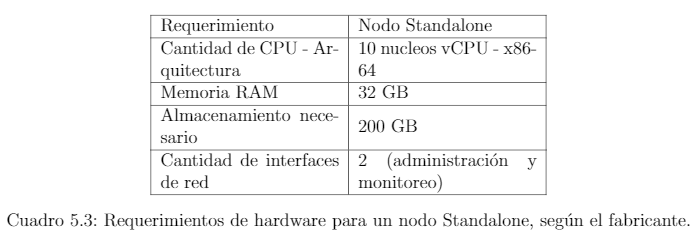 Requerimiento Nodo Standalone
Cantidad de CPU - Ar- 10 nucleos vCPU - x86-
quitectura 64
Memoria RAM 32 GB
Almacenamiento nece-
sario 200 GB
Cantidad de interfaces 2 (administración y
de red monitoreo)
Cuadro 5.3: Requerimientos de hardware para un nodo Standalone, según el fabricante.